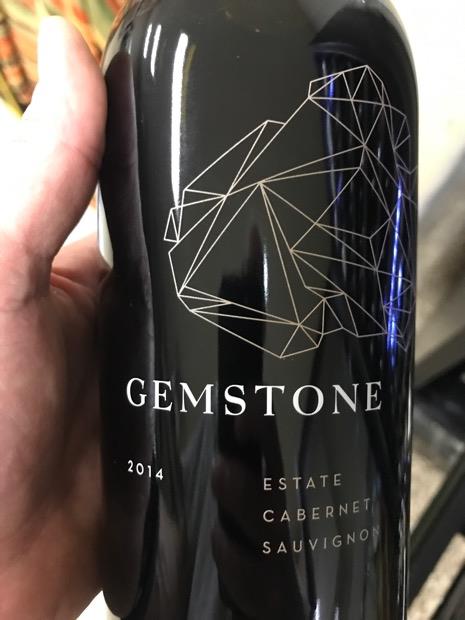 GEMSTONE
2014
ESTATE
CABERNET
SAUVIGNON